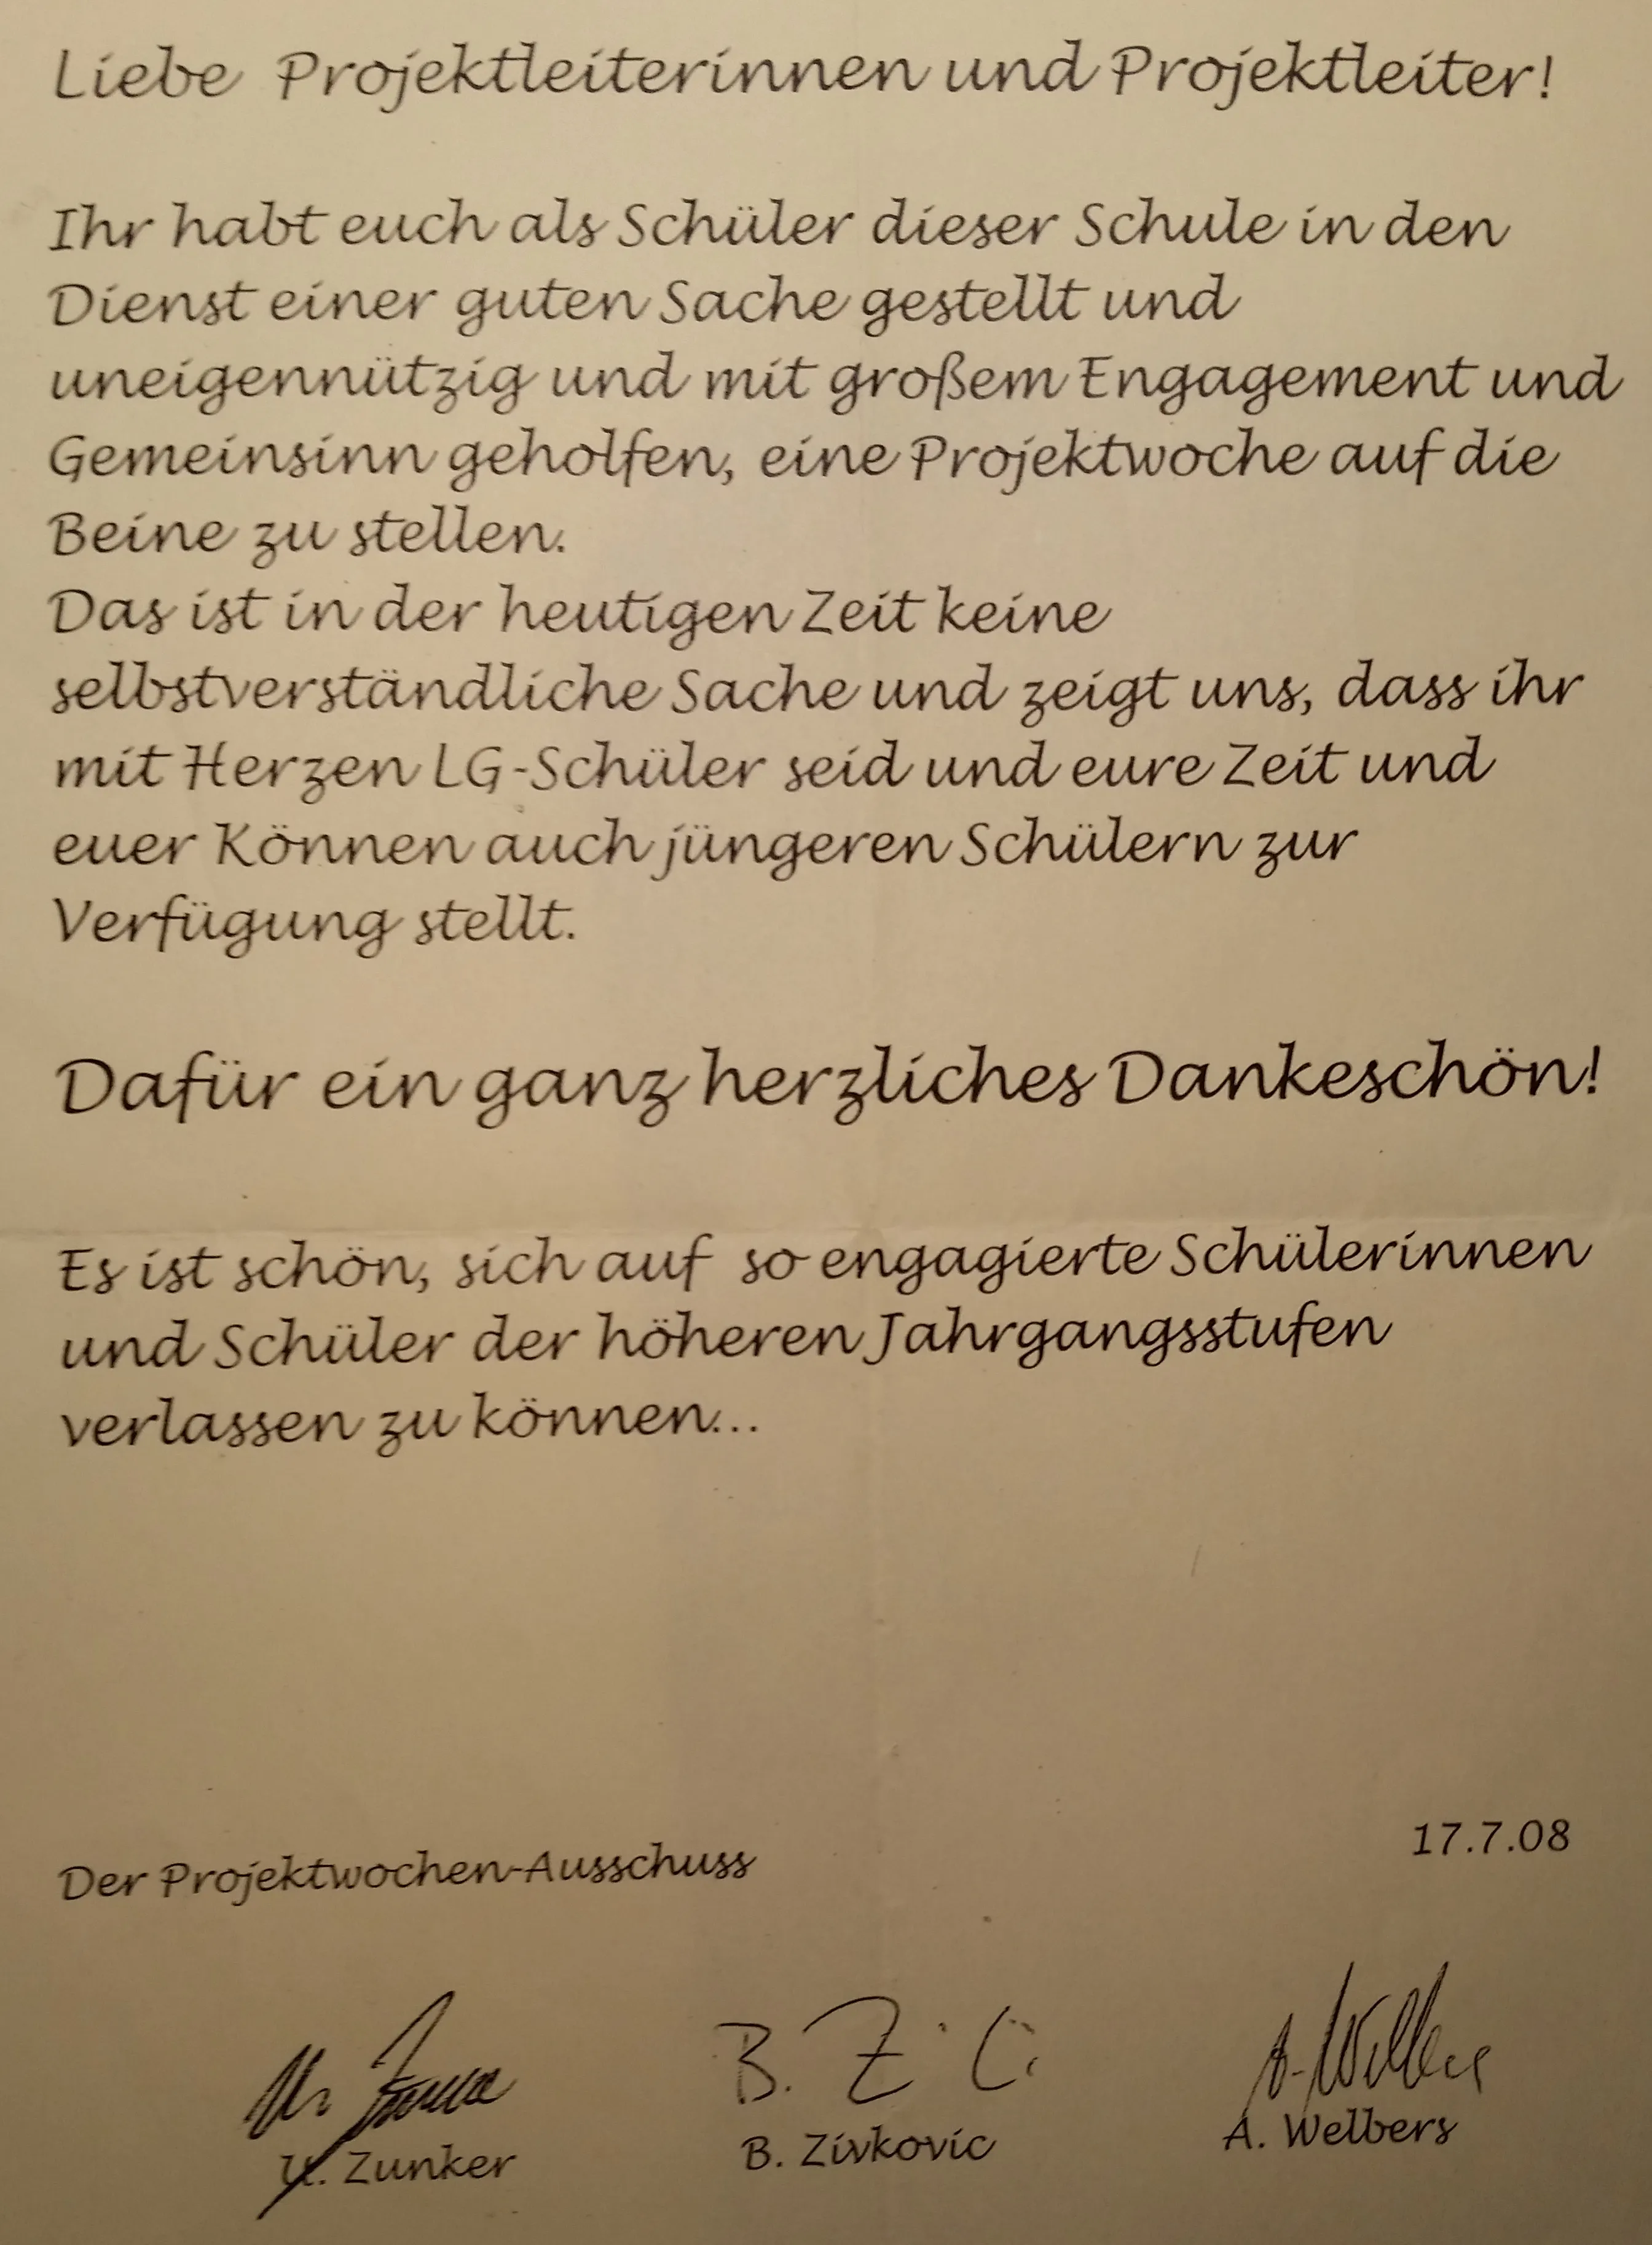 Liebe Projektleiterinnen und Projektleiter!
Ihr habt euch als Schüler dieser Schule in den
Dienst einer guten Sache gestellt und
uneigennützig und mit großem Engagement und
Gemeinsinn geholfen, eine Projektwoche auf die
Beine zu stellen.
Das ist in der heutigen Zeit keine
selbstverständliche Sache und zeigt uns, dass ihr
mit Herzen LG-Schüler seid und eure Zeit und
euer Können auch jüngeren Schülern zur
Verfügung stellt.
Dafür ein ganz herzliches Dankeschön!
Es ist schön, sich auf so engagierte Schülerinnen
und Schüler der höheren Jahrgangsstufen
verlassen zu können...
17.7.08
Der Projektwochen-Ausschuss
B. Z
A. Welbers
Zunker B. Zivkovic A. Welbers